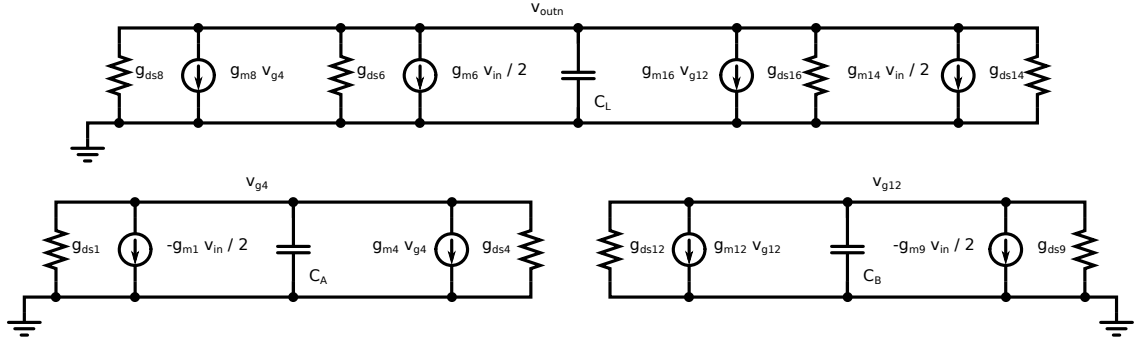 v_outn
g_ds8 g_m8 v_g4 g_ds6 g_m6 v_in / 2 C_L g_m16 v_g12 g_ds16 g_m14 v_in / 2 g_ds14
v_g4 v_g12
g_ds1 -g_m1 v_in / 2 C_A g_m4 v_g4 g_ds4 g_ds12 g_m12 v_g12 C_B -g_m9 v_in / 2 g_ds9